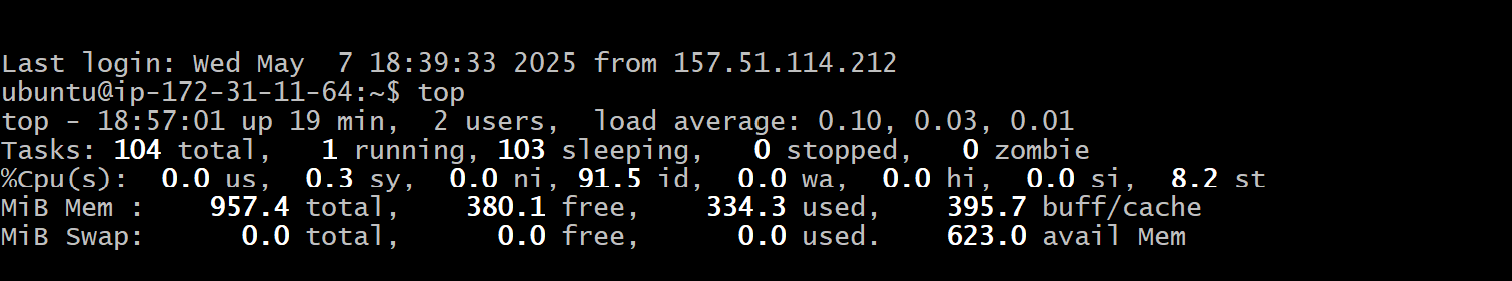 Last login: Wed May  7 18:39:33 2025 from 157.51.114.212
ubuntu@ip-172-31-11-64:~$ top
top - 18:57:01 up 19 min,  2 users,  load average: 0.10, 0.03, 0.01
Tasks: 104 total,   1 running, 103 sleeping,   0 stopped,   0 zombie
%Cpu(s):  0.0 us,  0.3 sy,  0.0 ni, 91.5 id,  0.0 wa,  0.0 hi,  0.0 si,  8.2 st
MiB Mem :    957.4 total,    380.1 free,    334.3 used,    395.7 buff/cache
MiB Swap:      0.0 total,      0.0 free,      0.0 used.    623.0 avail Mem